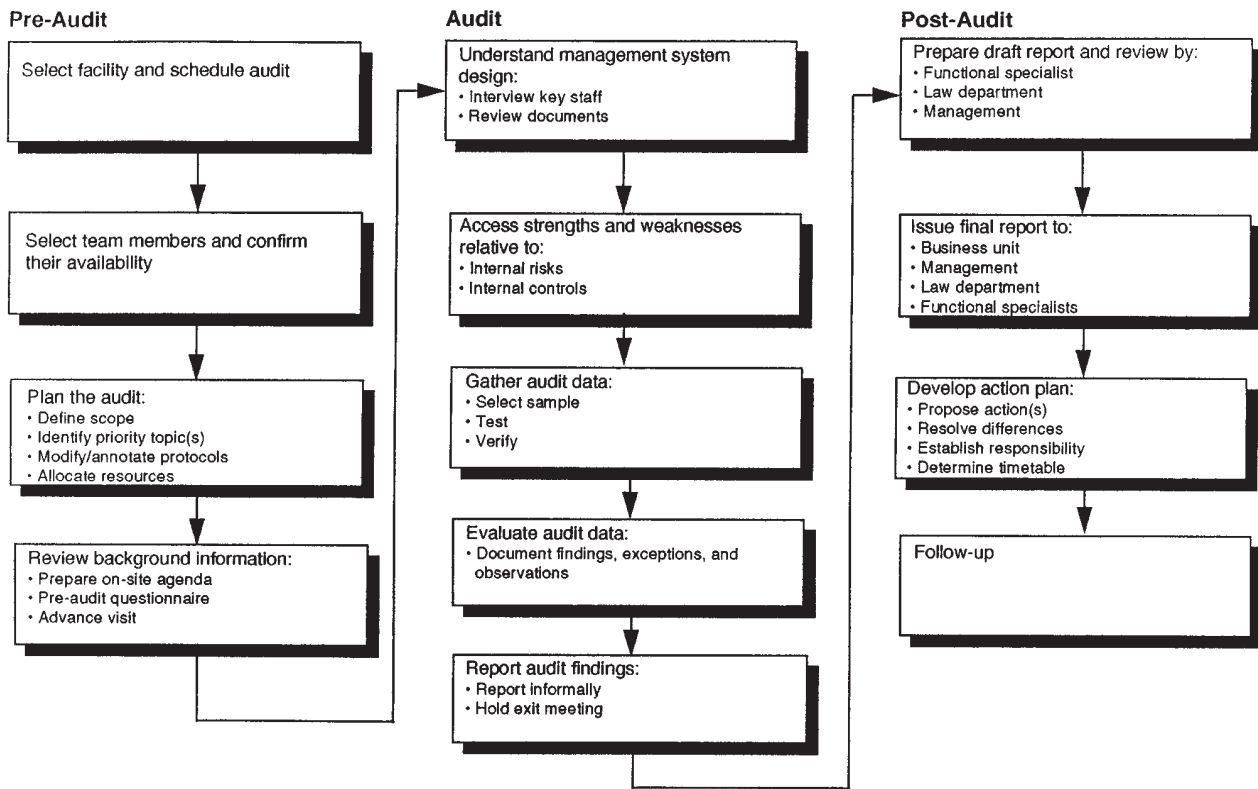 Pre-Audit
Select facility and schedule audit
Select team members and confirm
their availability
Plan the audit:
• Define scope
• Identify priority topic(s)
• Modify/annotate protocols
• Allocate resources
Review background information:
• Prepare on-site agenda
• Pre-audit questionnaire
• Advance visit
Audit
Understand management system
design:
• Interview key staff
• Review documents
Access strengths and weaknesses
relative to:
• Internal risks
• Internal controls
Gather audit data:
• Select sample
• Test
• Verify
Evaluate audit data:
• Document findings, exceptions, and
observations
Report audit findings:
• Report informally
• Hold exit meeting
Post-Audit
Prepare draft report and review by:
• Functional specialist
• Law department
• Management
Issue final report to:
• Business unit
• Management
• Law department
• Functional specialists
Develop action plan:
• Propose action(s)
• Resolve differences
• Establish responsibility
• Determine timetable
Follow-up